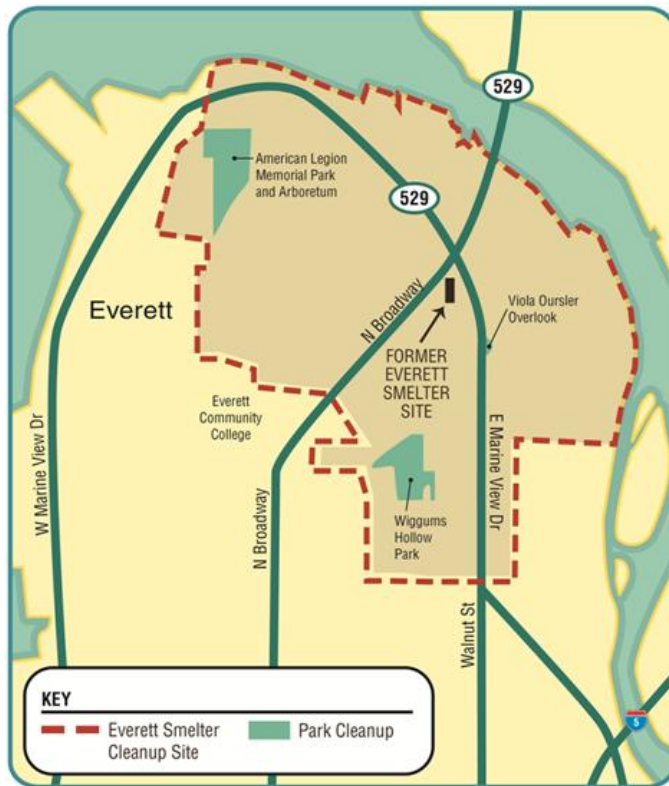 529
American Legion
Memorial Park
and Arboretum
529
Everett
N Broadway
Viola Oursler
Overlook
FORMER
EVERETT
SMELTER
SITE
Everett
Community
College
W Marine View Dr
E Marine View Dr
N Broadway
Wiggums
Hollow
Park
Walnut St
KEY
Everett Smelter
Cleanup Site
Park Cleanup
5